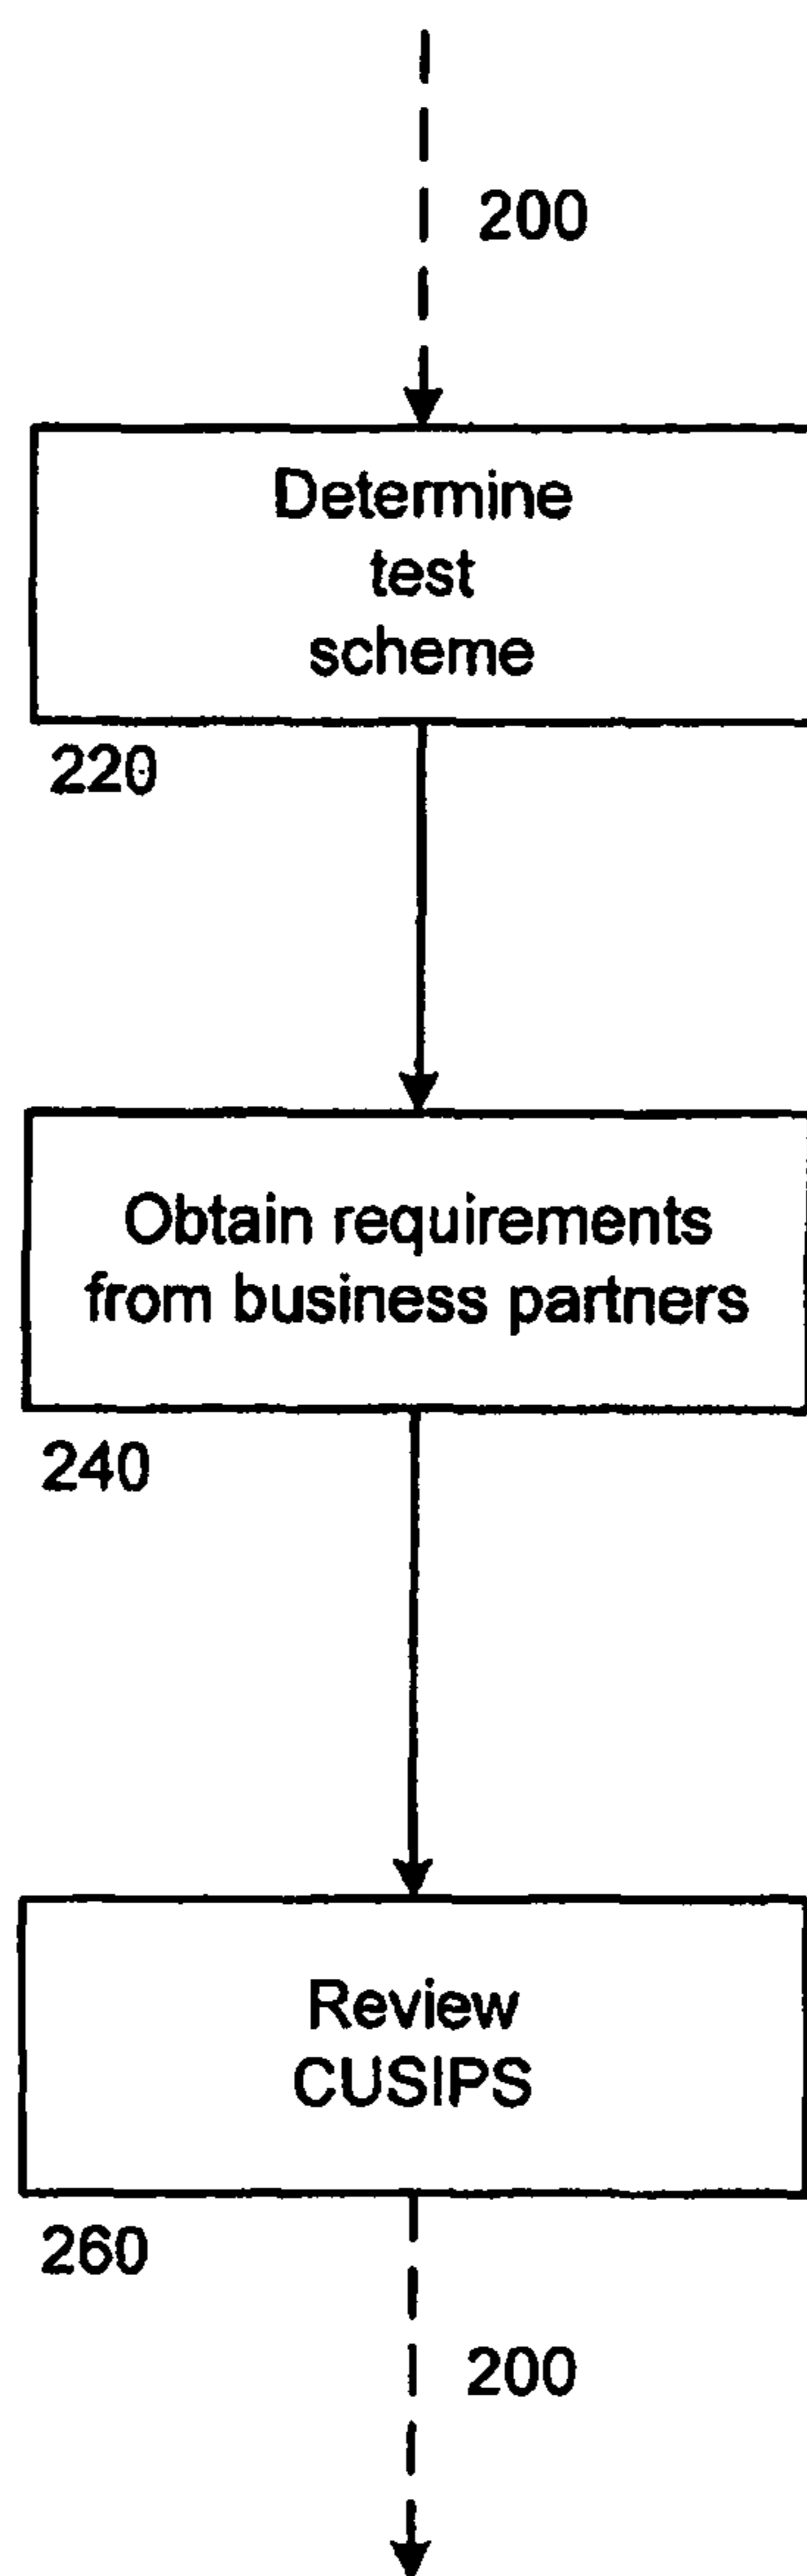 200
Determine
test
scheme
220
Obtain requirements
from business partners
240
Review
CUSIPS
260
200